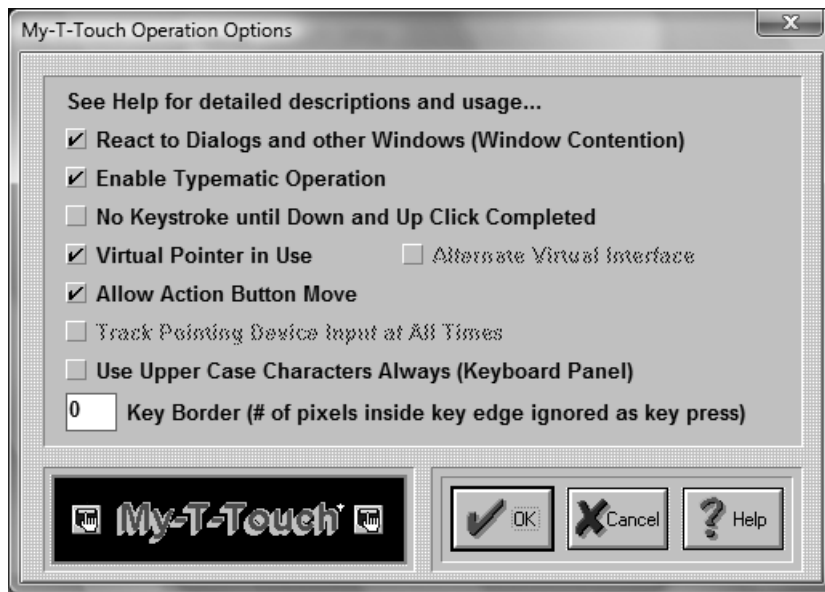 My-T-Touch Operation Options
See Help for detailed descriptions and usage...
React to Dialogs and other Windows (Window Contention)
Enable Typematic Operation
No Keystroke until Down and Up Click Completed
Virtual Pointer in Use Alternate Virtual Interface
Allow Action Button Move
Track Pointing Device Input at All Times
Use Upper Case Characters Always (Keyboard Panel)
0 Key Border (# of pixels inside key edge ignored as key press)
My-T-Touch OK Cancel Help